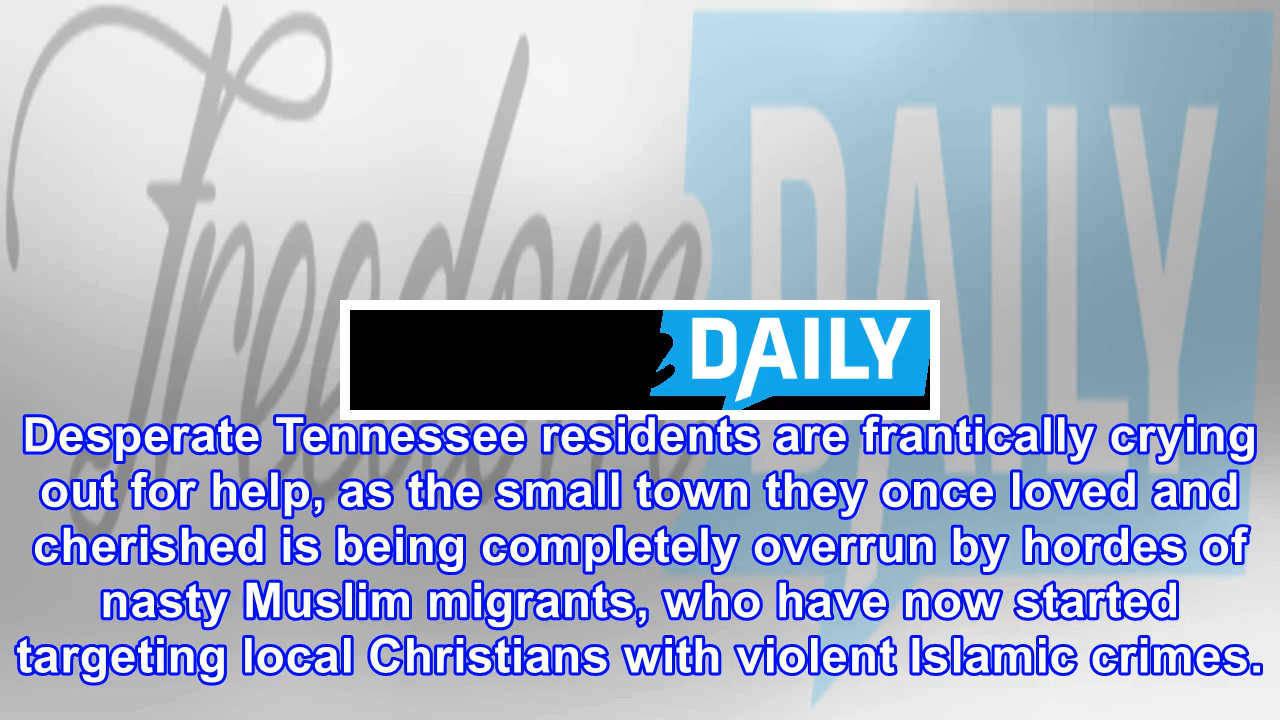 Freedom DAILY
DAILY
Desperate Tennessee residents are frantically crying
out for help, as the small town they once loved and
cherished is being completely overrun by hordes of
nasty Muslim migrants, who have now started
targeting local Christians with violent Islamic crimes.